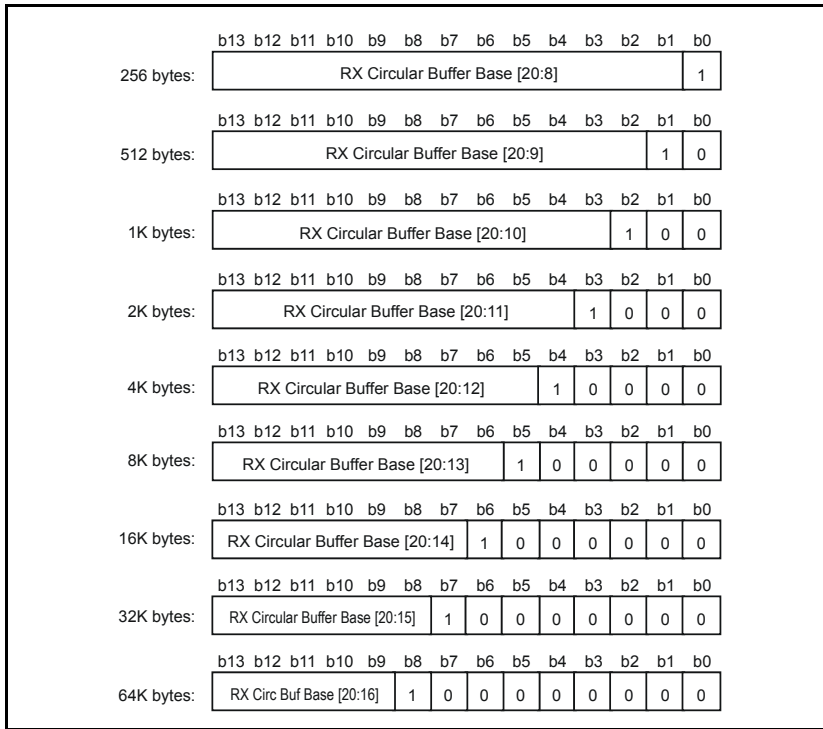 b13 b12 b11 b10 b9 b8 b7 b6 b5 b4 b3 b2 b1 b0
256 bytes: RX Circular Buffer Base [20:8] 1
b13 b12 b11 b10 b9 b8 b7 b6 b5 b4 b3 b2 b1 b0
512 bytes: RX Circular Buffer Base [20:9] 1 0
b13 b12 b11 b10 b9 b8 b7 b6 b5 b4 b3 b2 b1 b0
1K bytes: RX Circular Buffer Base [20:10] 1 0 0
b13 b12 b11 b10 b9 b8 b7 b6 b5 b4 b3 b2 b1 b0
2K bytes: RX Circular Buffer Base [20:11] 1 0 0 0
b13 b12 b11 b10 b9 b8 b7 b6 b5 b4 b3 b2 b1 b0
4K bytes: RX Circular Buffer Base [20:12] 1 0 0 0 0
b13 b12 b11 b10 b9 b8 b7 b6 b5 b4 b3 b2 b1 b0
8K bytes: RX Circular Buffer Base [20:13] 1 0 0 0 0 0
b13 b12 b11 b10 b9 b8 b7 b6 b5 b4 b3 b2 b1 b0
16K bytes: RX Circular Buffer Base [20:14] 1 0 0 0 0 0 0
b13 b12 b11 b10 b9 b8 b7 b6 b5 b4 b3 b2 b1 b0
32K bytes: RX Circular Buffer Base [20:15] 1 0 0 0 0 0 0 0
b13 b12 b11 b10 b9 b8 b7 b6 b5 b4 b3 b2 b1 b0
64K bytes: RX Circ Buf Base [20:16] 1 0 0 0 0 0 0 0 0